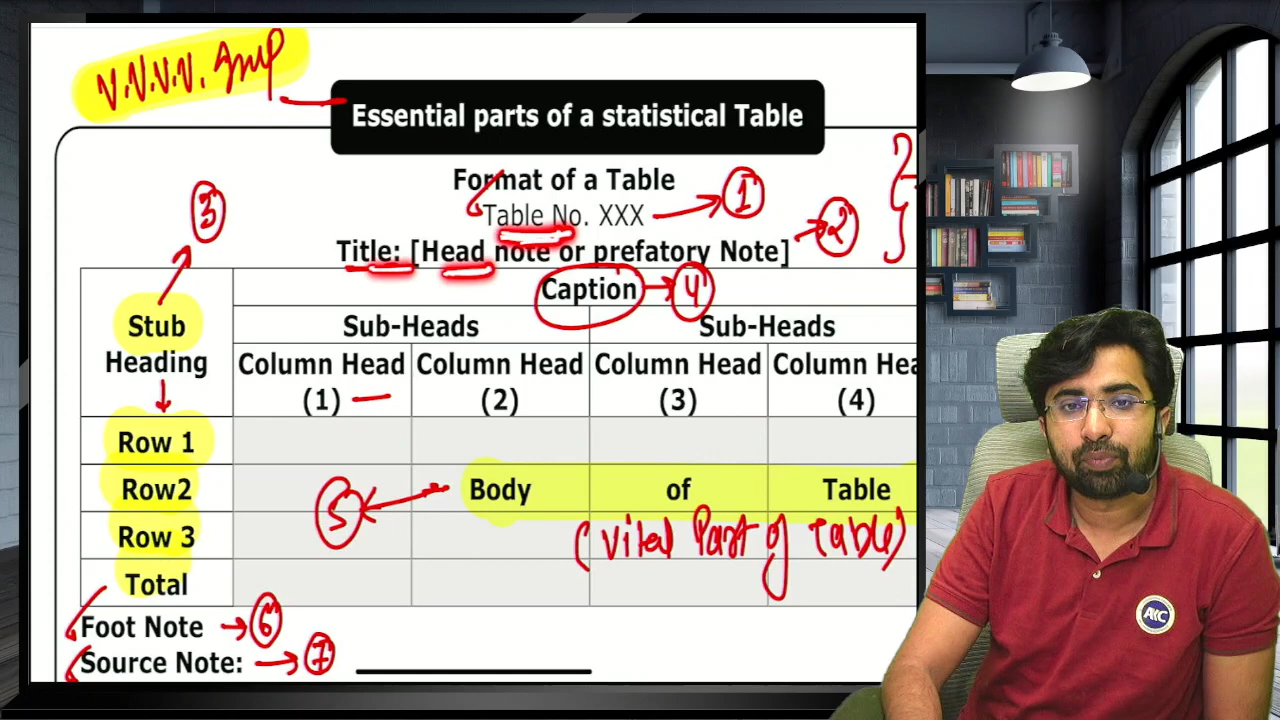 V.V.V.V. Imp
Essential parts of a statistical Table
Format of a Table
Table No. XXX → 1
Title: [Head note or prefatory Note] → 2
3
Caption → 4
Stub Heading
Sub-Heads Sub-Heads
Column Head (1) Column Head (2) Column Head (3) Column Hea (4)
Row 1
Row2 5 Body of Table
(Vital Part of Table)
Row 3
Total
Foot Note → 6
Source Note: → 7
AKC